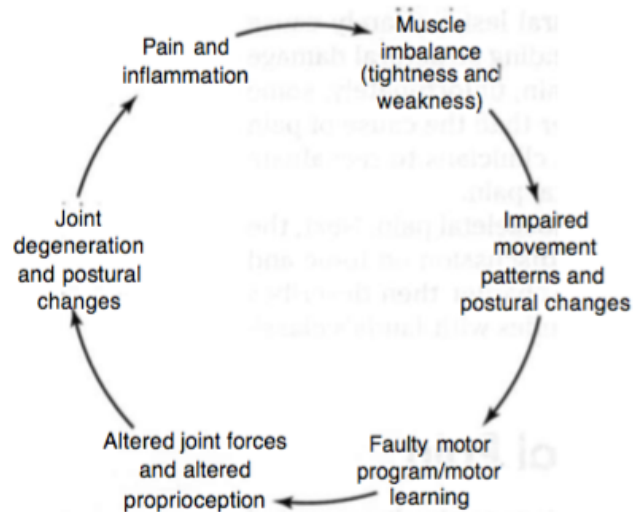 Muscle
imbalance
(tightness and
weakness)
Impaired
movement
patterns and
postural changes
Faulty motor
program/motor
learning
Altered joint forces
and altered
proprioception
Joint
degeneration
and postural
changes
Pain and
inflammation